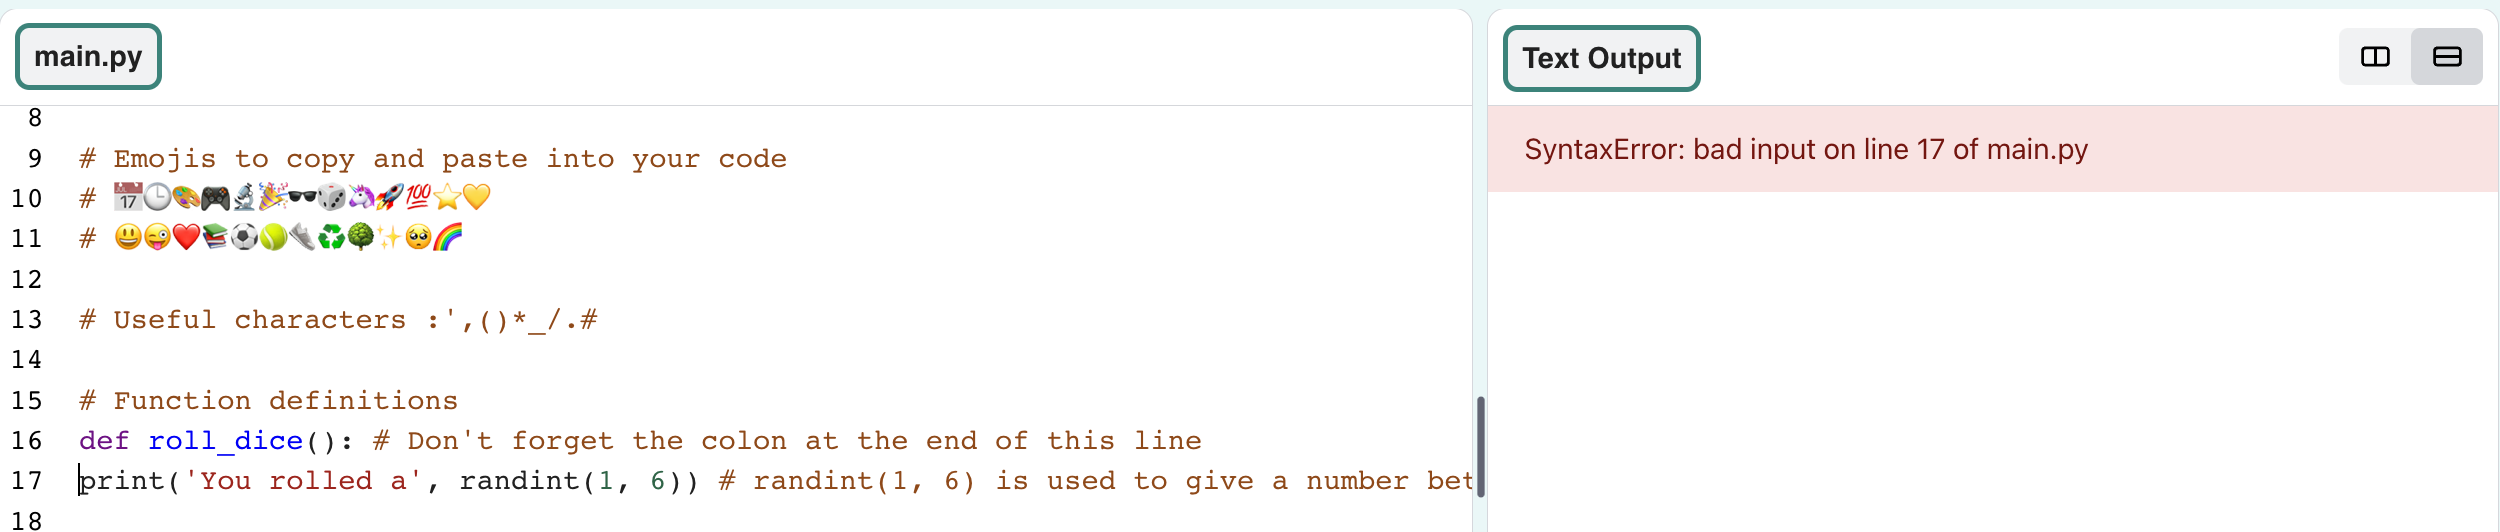 main.py
Text Output
SyntaxError: bad input on line 17 of main.py
8
9 # Emojis to copy and paste into your code
10 # 📅🕒🎨🎮🔬🎉🕶️🎲🦄🚀💯⭐💛
11 # 😃😜❤️📚⚽🎾👟♻️🌳✨🥺🌈
12
13 # Useful characters :',()*_/.#
14
15 # Function definitions
16 def roll_dice(): # Don't forget the colon at the end of this line
17 print('You rolled a', randint(1, 6)) # randint(1, 6) is used to give a number bet
18